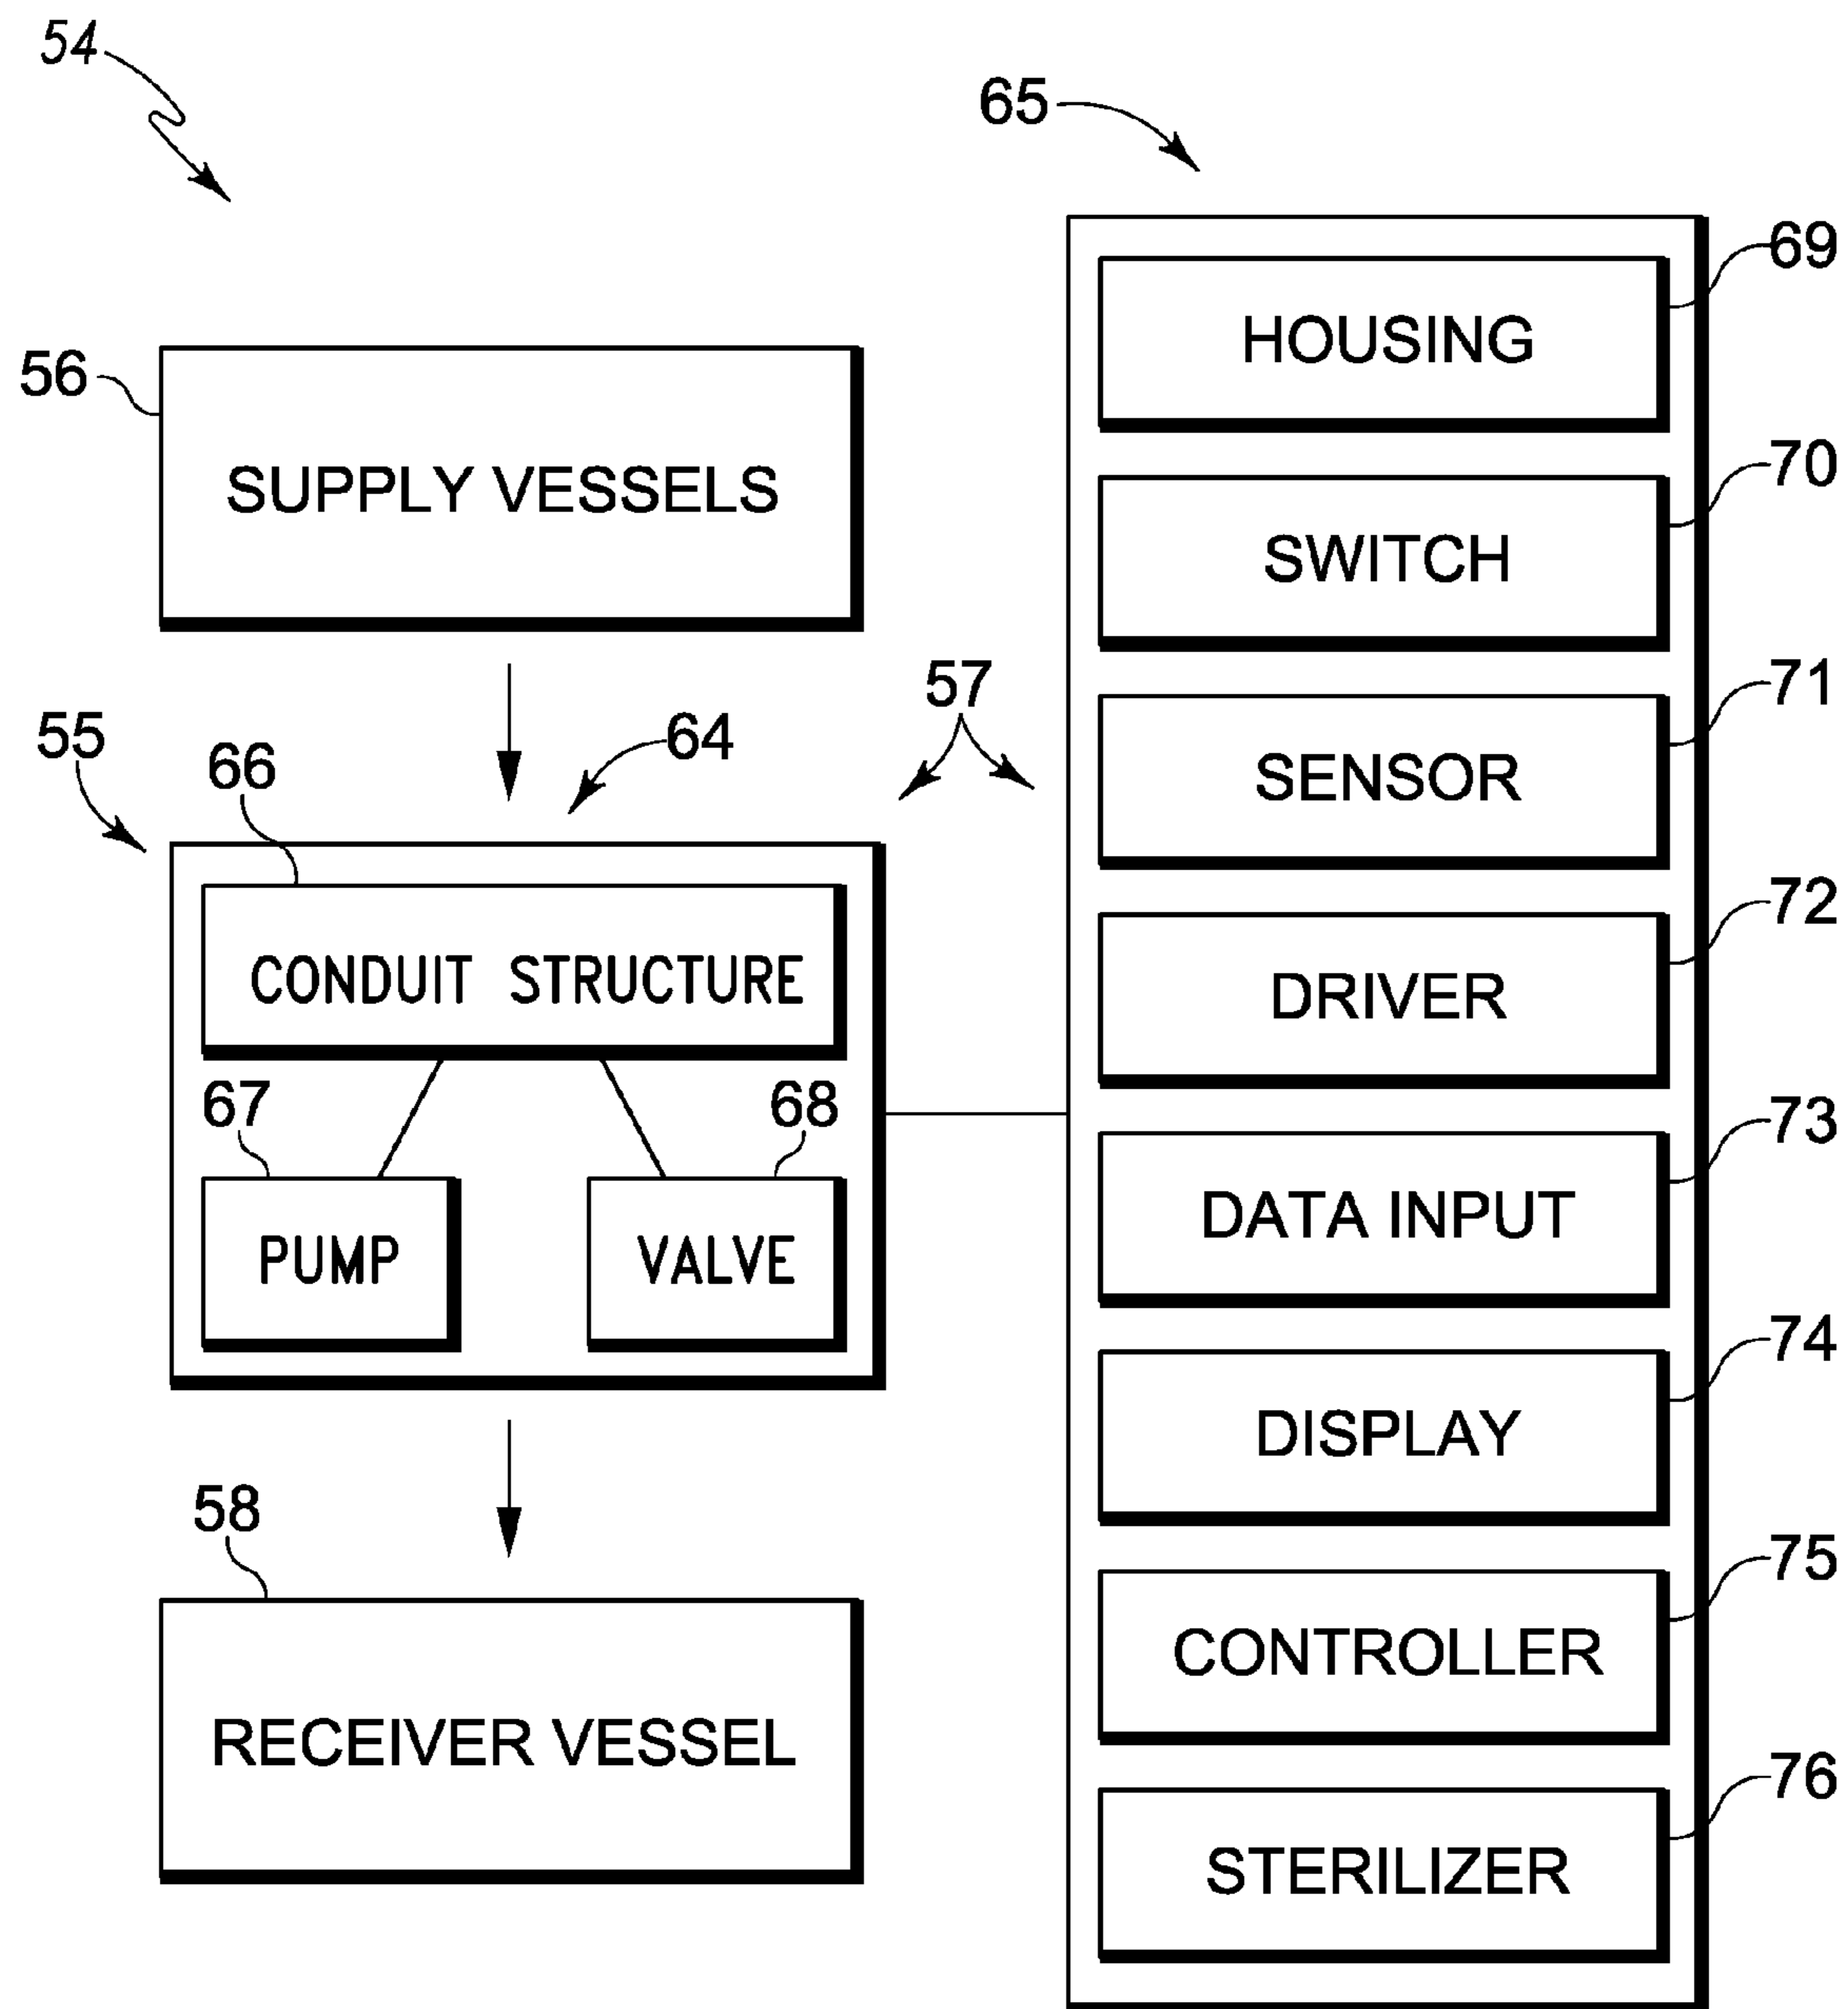 54
65
69
HOUSING
56
SUPPLY VESSELS
70
SWITCH
57
71
SENSOR
55
64
66
CONDUIT STRUCTURE
72
DRIVER
67
68
73
DATA INPUT
PUMP
VALVE
74
DISPLAY
58
75
CONTROLLER
RECEIVER VESSEL
76
STERILIZER